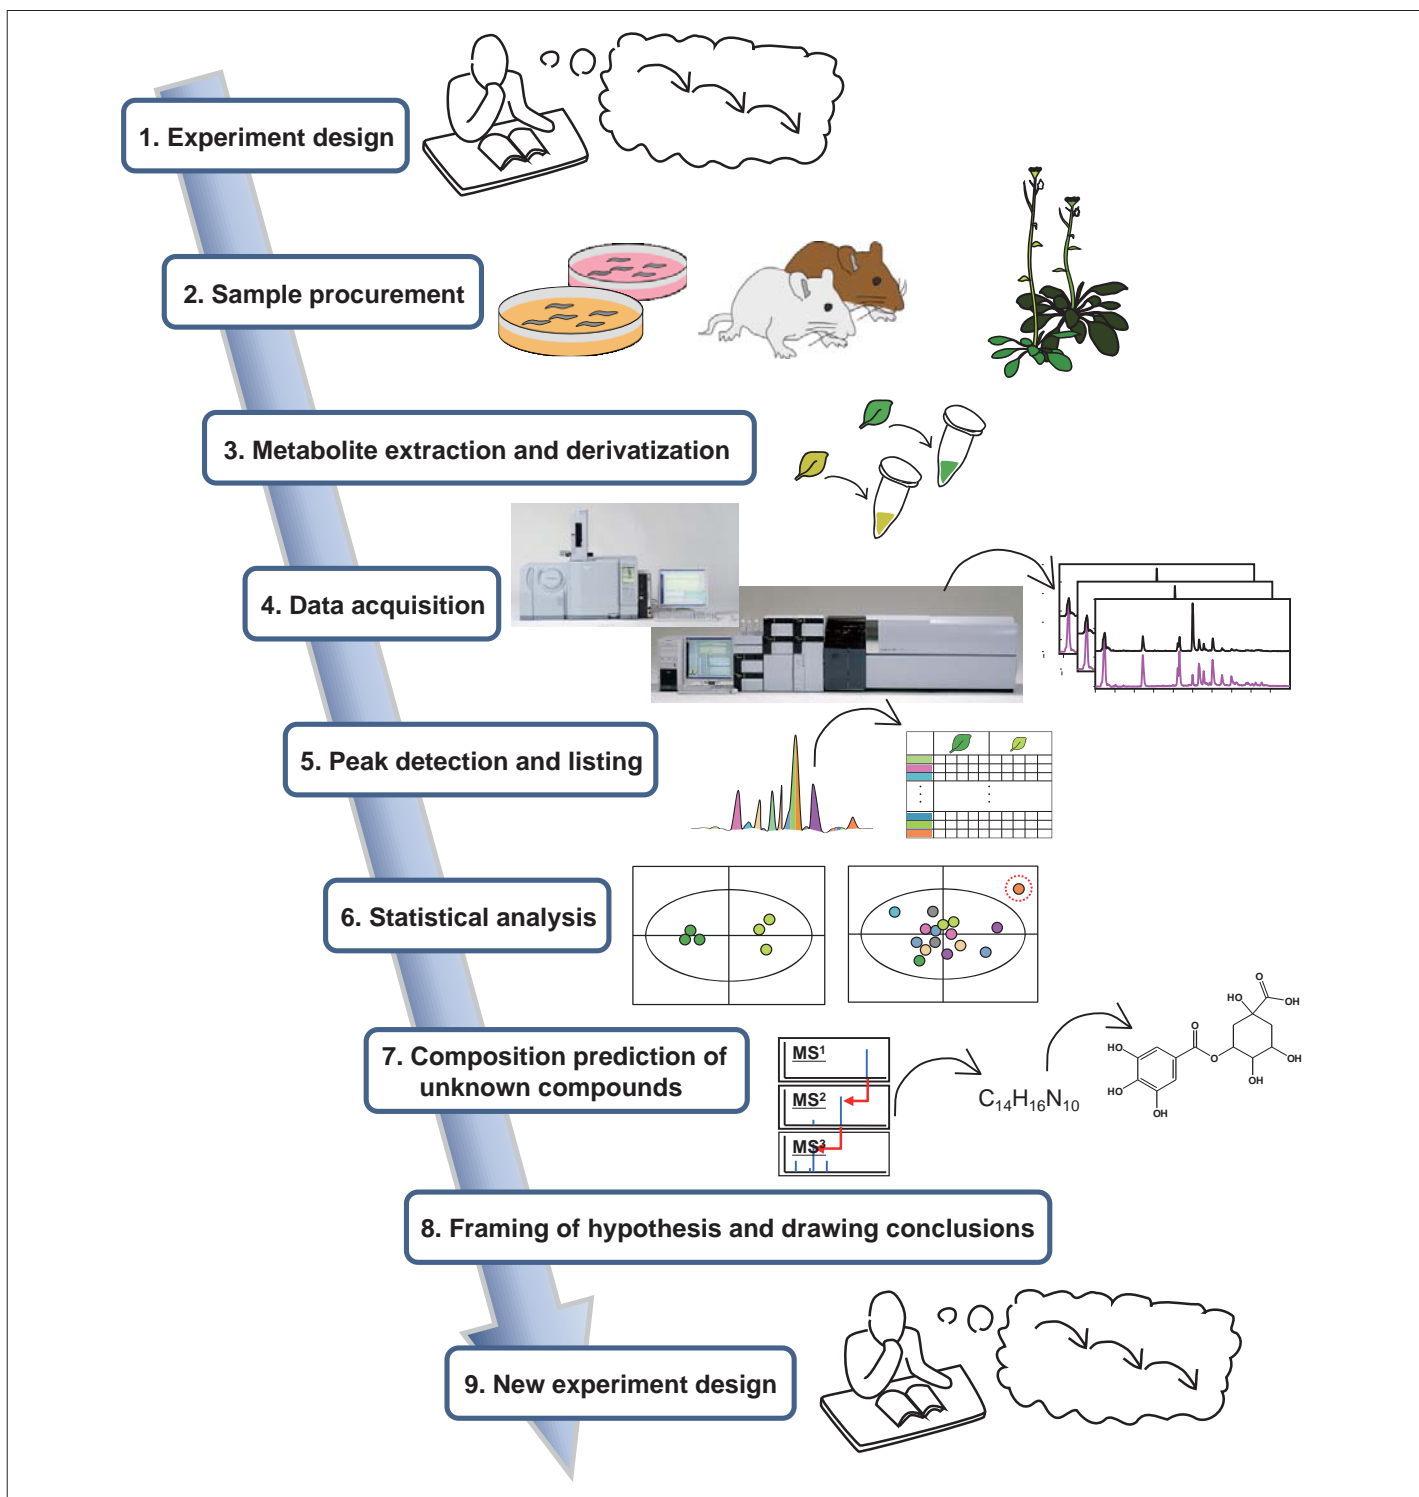 1. Experiment design
2. Sample procurement
3. Metabolite extraction and derivatization
4. Data acquisition
5. Peak detection and listing
6. Statistical analysis
7. Composition prediction of
unknown compounds
MS¹
MS²
MS³
C₁₄H₁₆N₁₀
O
HO
OH
O
HO
O
OH
HO
OH
HO
OH
8. Framing of hypothesis and drawing conclusions
9. New experiment design